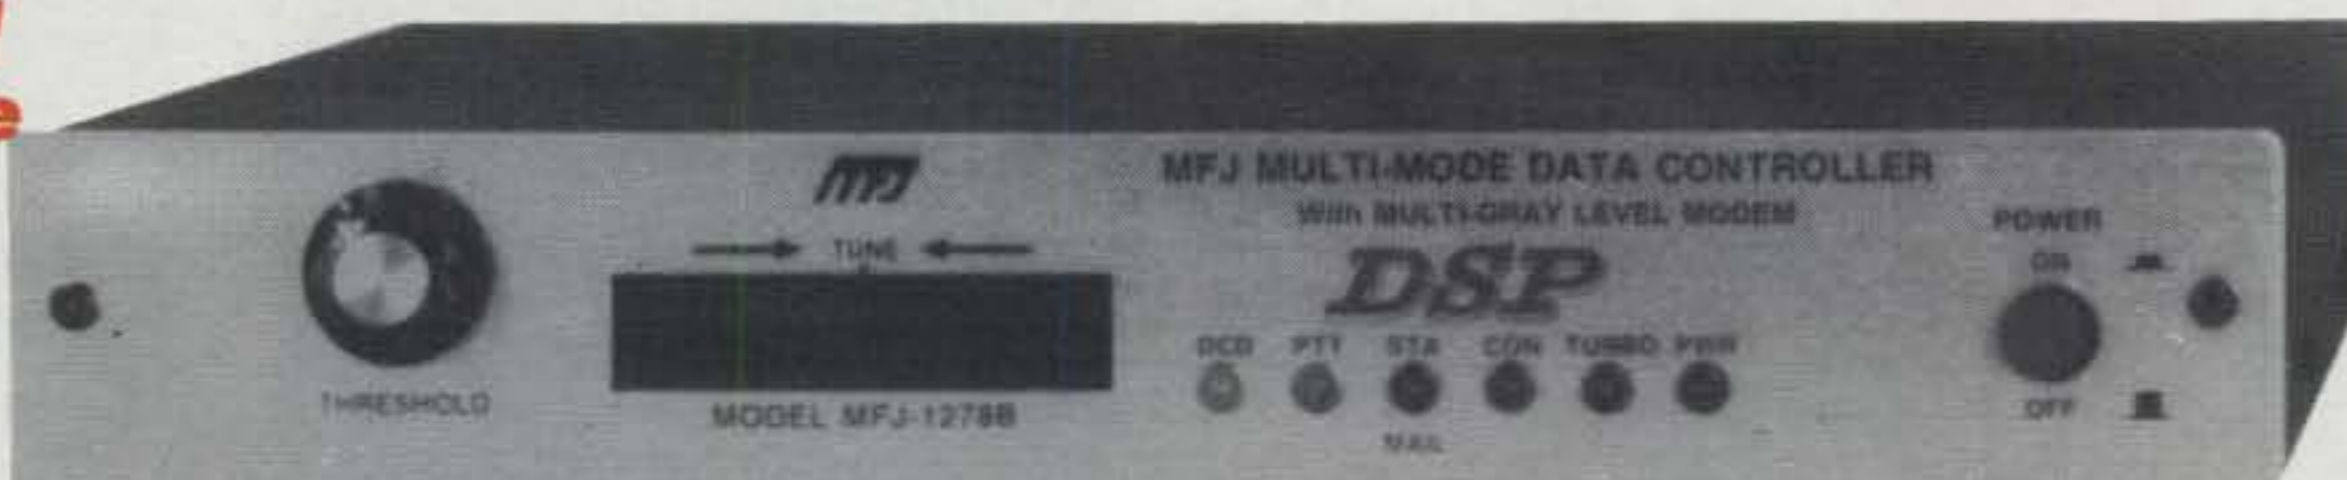 MFJ
TUNE
THRESHOLD
MODEL MFJ-1278B
MFJ MULTI-MODE DATA CONTROLLER
With MULTI-GRAY LEVEL MODEM
DSP
DCD PTT STA CON TURBO PWR
MAIL
POWER
ON
OFF